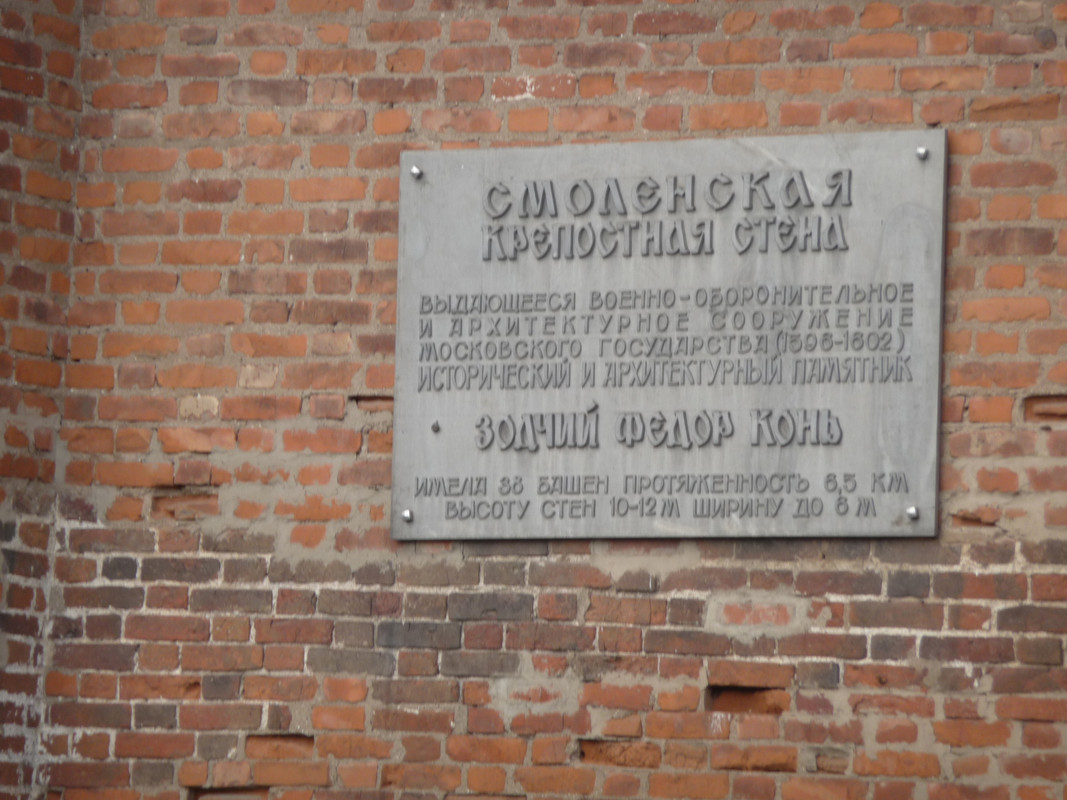 СМОЛЕНСКАЯ
КРЕПОСТНАЯ СТЕНА
ВЫДАЮЩЕЕСЯ ВОЕННО-ОБОРОНИТЕЛЬНОЕ
И АРХИТЕКТУРНОЕ СООРУЖЕНИЕ
МОСКОВСКОГО ГОСУДАРСТВА (1596-1602)
ИСТОРИЧЕСКИЙ И АРХИТЕКТУРНЫЙ ПАМЯТНИК
ЗОДЧИЙ ФЕДОР КОНЬ
ИМЕЛА 38 БАШЕН ПРОТЯЖЕННОСТЬ 6,5 КМ
ВЫСОТУ СТЕН 10-12 М ШИРИНУ ДО 6 М